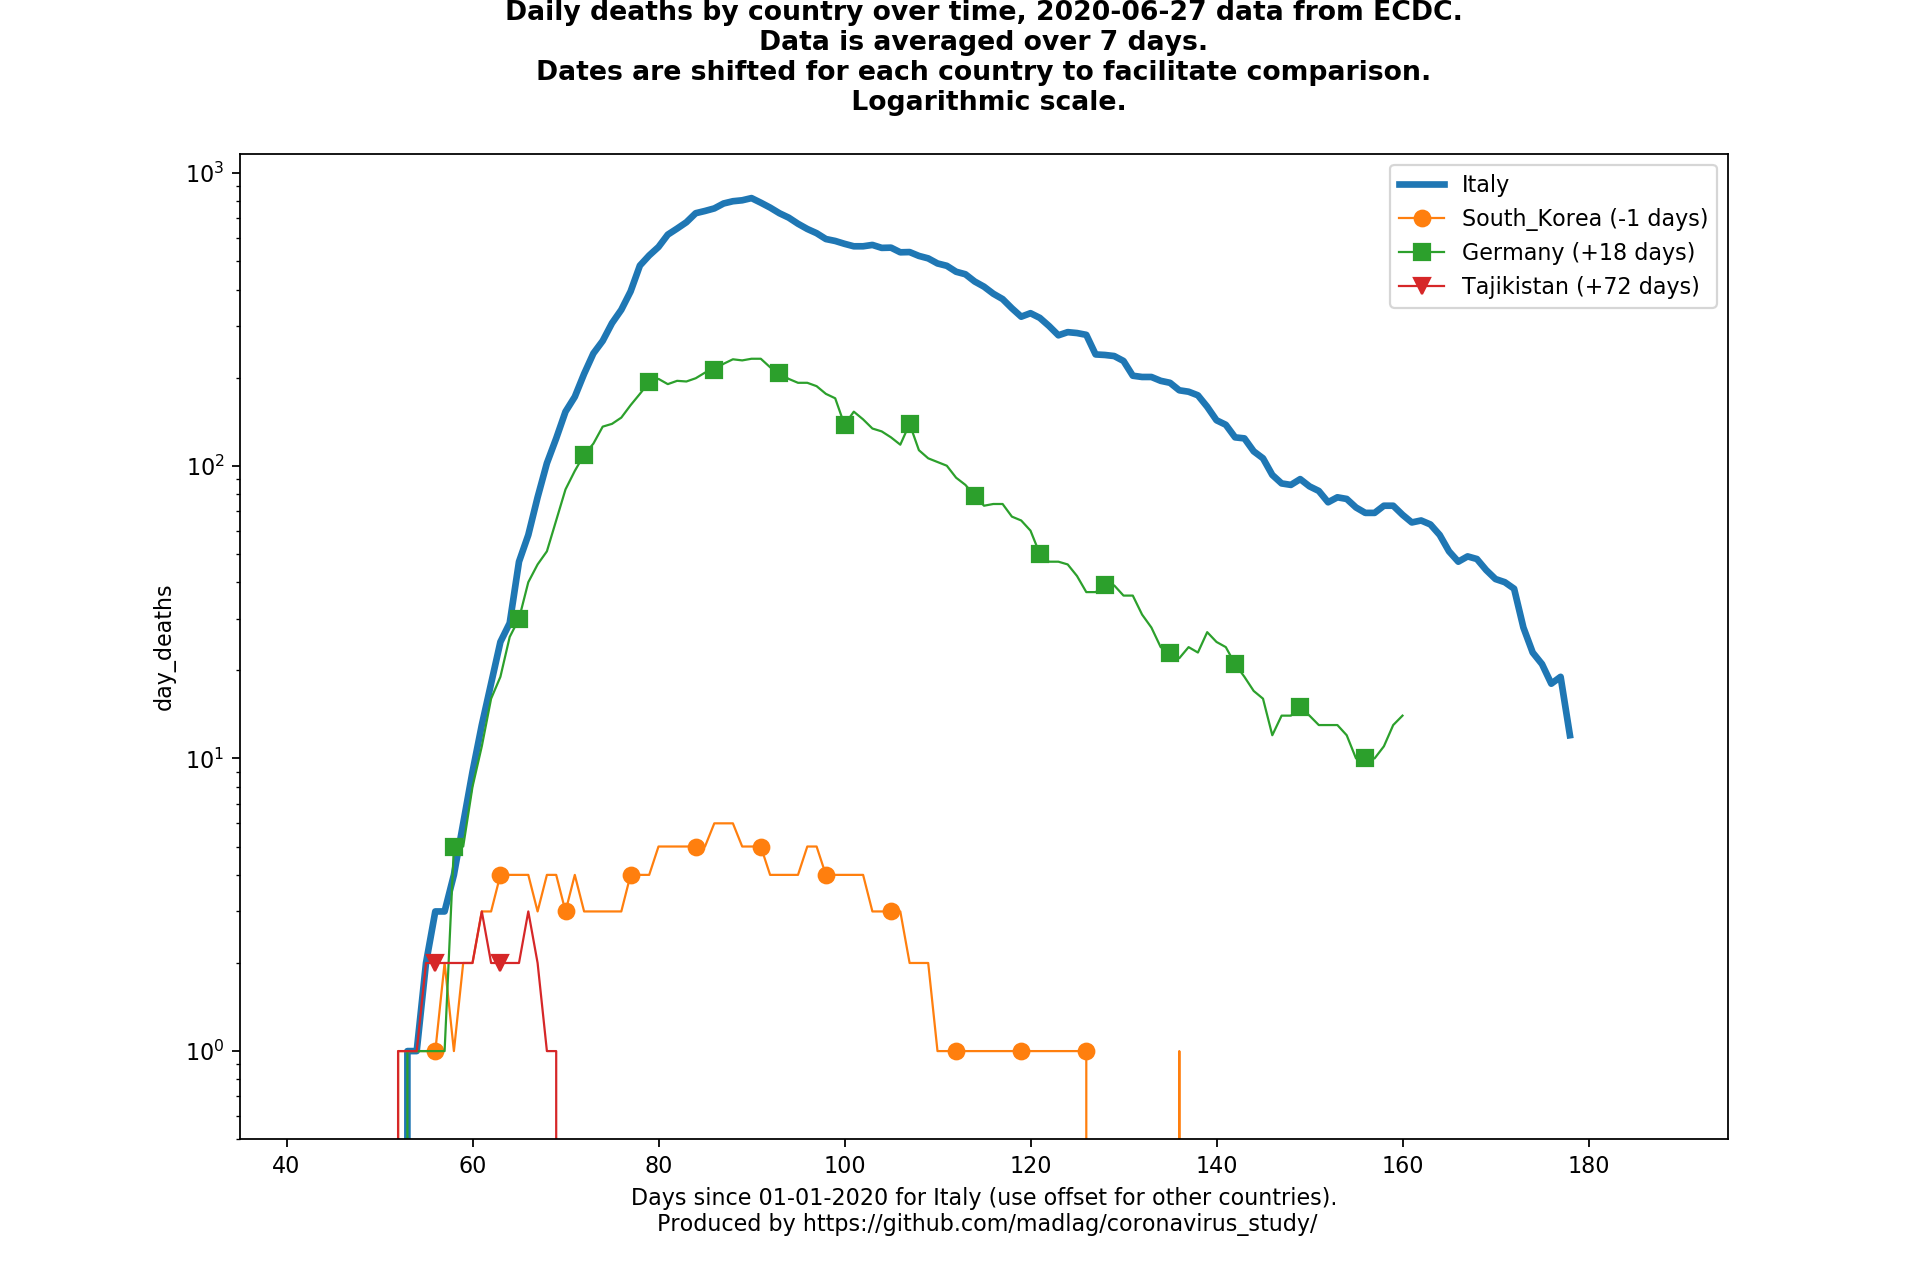 Daily deaths by country over time, 2020-06-27 data from ECDC.
Data is averaged over 7 days.
Dates are shifted for each country to facilitate comparison.
Logarithmic scale.
10³
10²
10¹
10⁰
day_deaths
Italy
South_Korea (-1 days)
Germany (+18 days)
Tajikistan (+72 days)
40 60 80 100 120 140 160 180
Days since 01-01-2020 for Italy (use offset for other countries).
Produced by https://github.com/madlag/coronavirus_study/